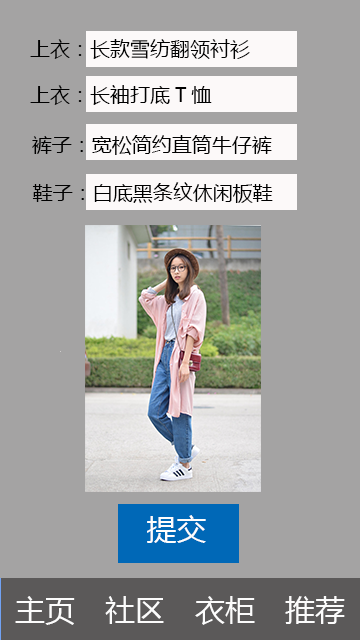 上衣：长款雪纺翻领衬衫
上衣：长袖打底T恤
裤子：宽松简约直筒牛仔裤
鞋子：白底黑条纹休闲板鞋
提交
主页 社区 衣柜 推荐